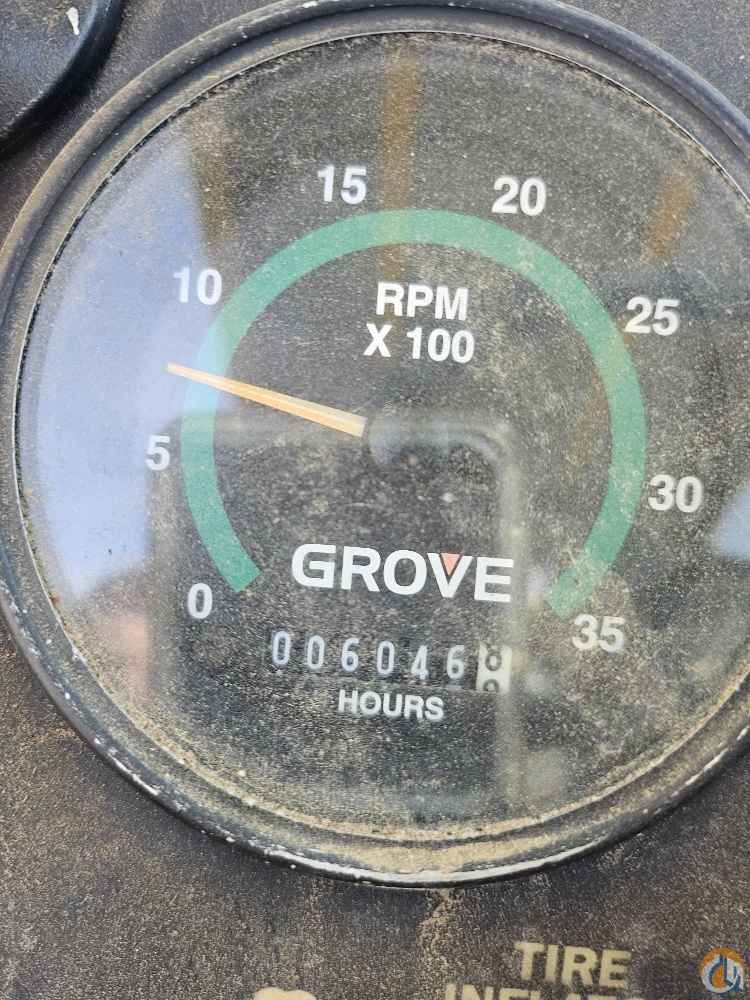 15 20
10 25
RPM
X 100
5 30
GROVE
0 35
006046
HOURS
TIRE